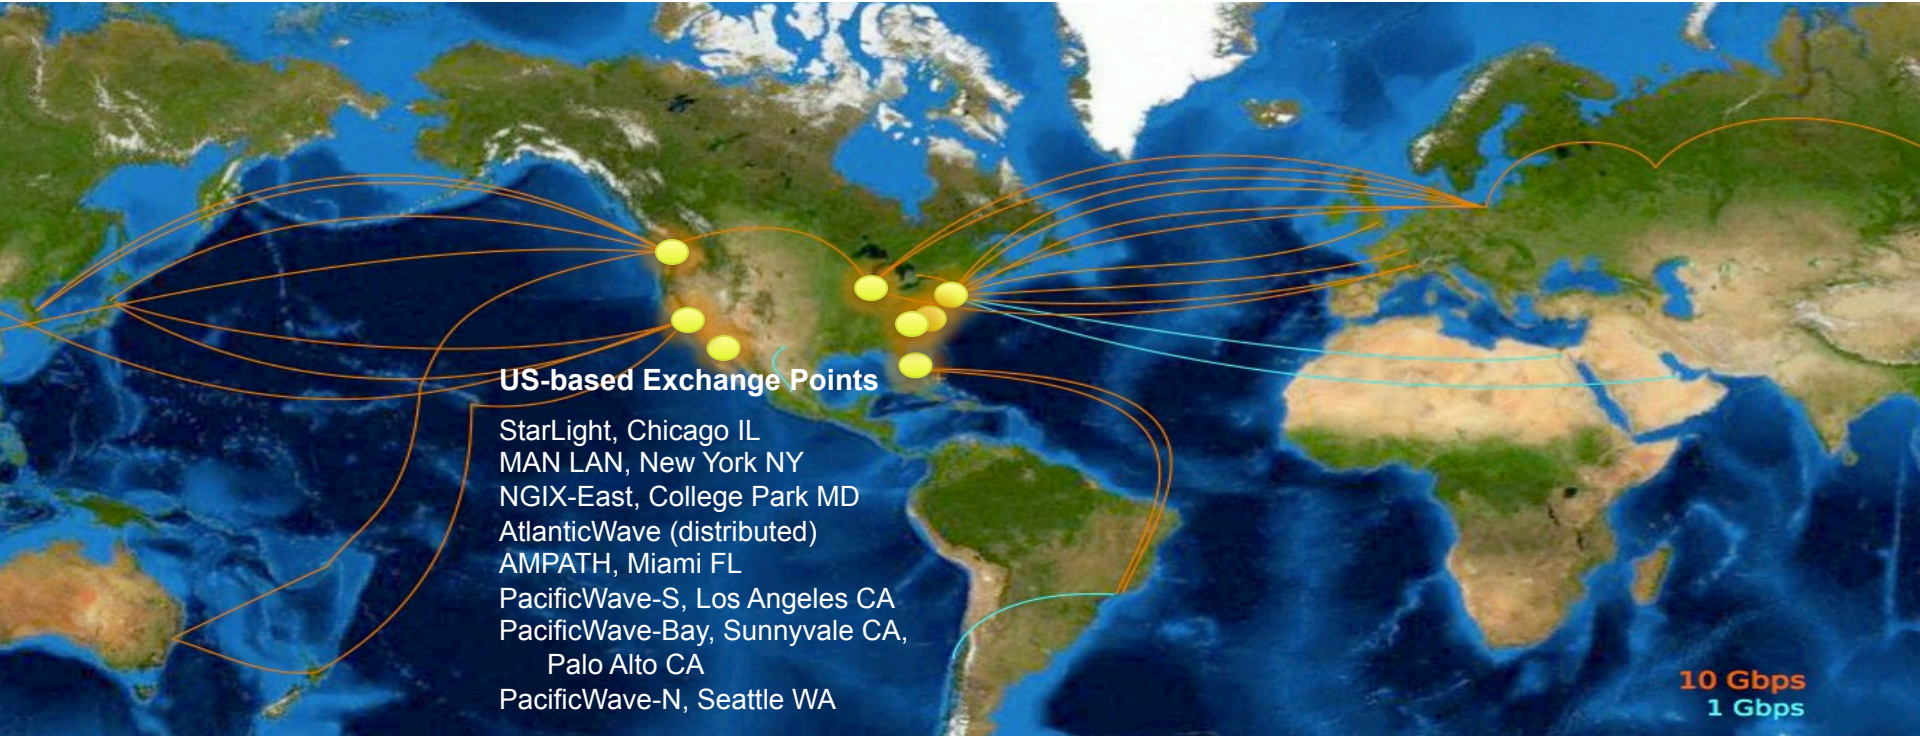 US-based Exchange Points
StarLight, Chicago IL
MAN LAN, New York NY
NGIX-East, College Park MD
AtlanticWave (distributed)
AMPATH, Miami FL
PacificWave-S, Los Angeles CA
PacificWave-Bay, Sunnyvale CA,
Palo Alto CA
PacificWave-N, Seattle WA
10 Gbps
1 Gbps